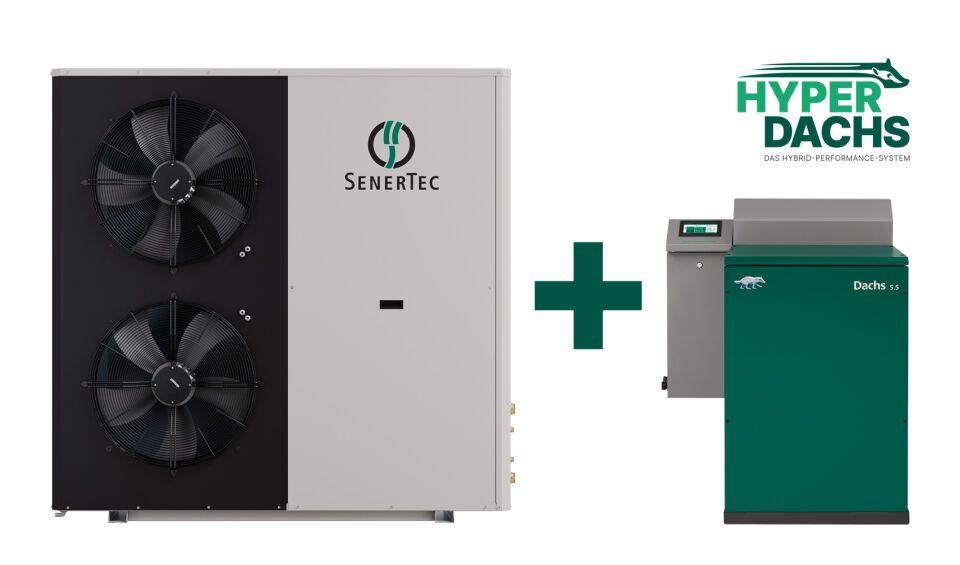 SENERTEC
HYPER
DACHS
DAS HYBRID-PERFORMANCE-SYSTEM
Dachs 5.5